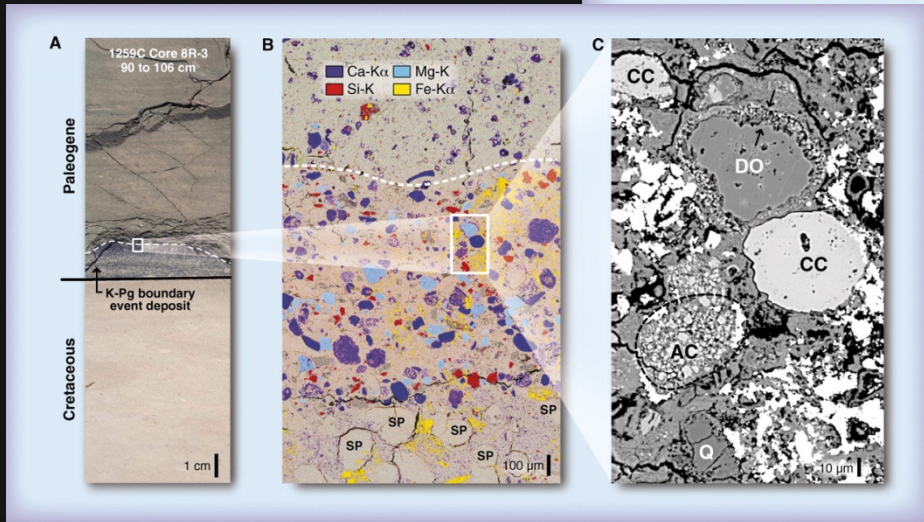 A
1259C Core 8R-3
90 to 106 cm
Paleogene
K-Pg boundary
event deposit
Cretaceous
1 cm
B
Ca-Kα
Mg-K
Si-K
Fe-Kα
SP
SP
SP
SP
SP
100 µm
C
CC
DO
CC
AC
Q
10 µm